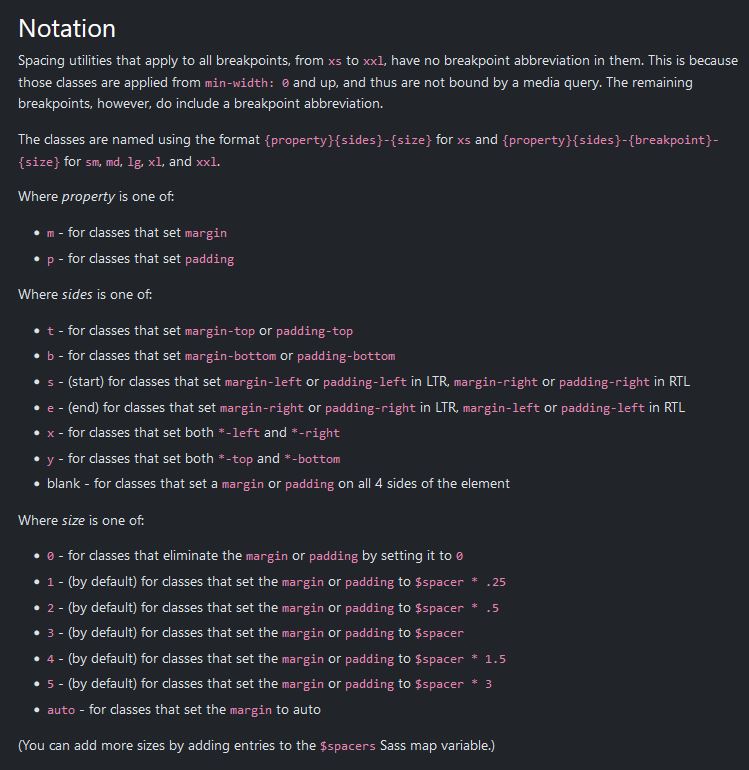 Notation
Spacing utilities that apply to all breakpoints, from xs to xxl, have no breakpoint abbreviation in them. This is because
those classes are applied from min-width: 0 and up, and thus are not bound by a media query. The remaining
breakpoints, however, do include a breakpoint abbreviation.
The classes are named using the format {property}{sides}-{size} for xs and {property}{sides}-{breakpoint}-
{size} for sm, md, lg, xl, and xxl.
Where property is one of:
• m - for classes that set margin
• p - for classes that set padding
Where sides is one of:
• t - for classes that set margin-top or padding-top
• b - for classes that set margin-bottom or padding-bottom
• s - (start) for classes that set margin-left or padding-left in LTR, margin-right or padding-right in RTL
• e - (end) for classes that set margin-right or padding-right in LTR, margin-left or padding-left in RTL
• x - for classes that set both *-left and *-right
• y - for classes that set both *-top and *-bottom
• blank - for classes that set a margin or padding on all 4 sides of the element
Where size is one of:
• 0 - for classes that eliminate the margin or padding by setting it to 0
• 1 - (by default) for classes that set the margin or padding to $spacer * .25
• 2 - (by default) for classes that set the margin or padding to $spacer * .5
• 3 - (by default) for classes that set the margin or padding to $spacer
• 4 - (by default) for classes that set the margin or padding to $spacer * 1.5
• 5 - (by default) for classes that set the margin or padding to $spacer * 3
• auto - for classes that set the margin to auto
(You can add more sizes by adding entries to the $spacers Sass map variable.)